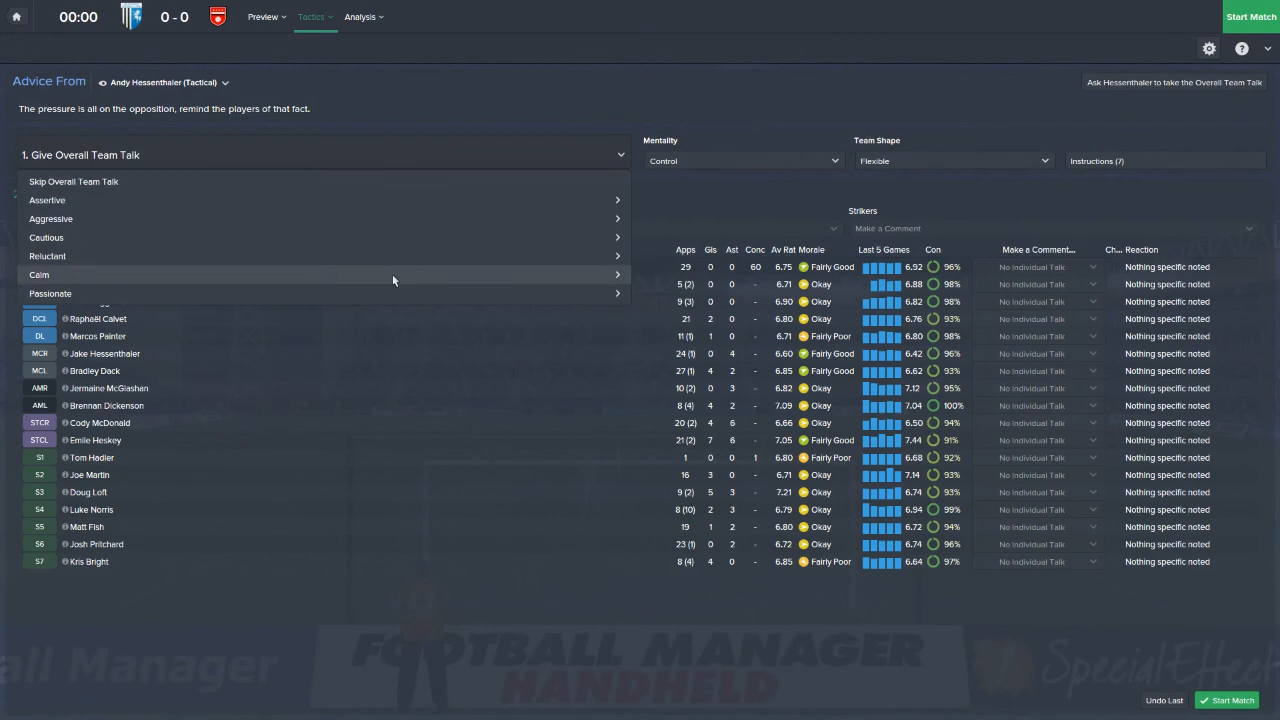 00:00 0 - 0 Preview Tactics Analysis Start Match
Advice From Andy Hessenthaler (Tactical) Ask Hessenthaler to take the Overall Team Talk
The pressure is all on the opposition, remind the players of that fact.
Mentality Team Shape
1. Give Overall Team Talk Control Flexible Instructions (7)
Skip Overall Team Talk
Assertive
Strikers
Aggressive
Make a Comment
Cautious
Apps Gls Ast Conc Av Rat Morale Last 5 Games Con Make a Comment... Ch... Reaction
Reluctant
29 0 0 60 6.75 Fairly Good 6.92 96% No Individual Talk Nothing specific noted
Calm
5 (2) 0 0 - 6.71 Okay 6.88 98% No Individual Talk Nothing specific noted
Passionate
9 (3) 0 0 - 6.90 Okay 6.82 98% No Individual Talk Nothing specific noted
DCL Raphaël Calvet 21 2 0 - 6.80 Okay 6.76 93% No Individual Talk Nothing specific noted
DL Marcos Painter 11 (1) 1 0 - 6.71 Fairly Poor 6.80 98% No Individual Talk Nothing specific noted
MCR Jake Hessenthaler 24 (1) 0 4 - 6.60 Fairly Good 6.42 96% No Individual Talk Nothing specific noted
MCL Bradley Dack 27 (1) 4 2 - 6.85 Fairly Good 6.62 93% No Individual Talk Nothing specific noted
AMR Jermaine McGlashan 10 (2) 0 3 - 6.82 Okay 7.12 95% No Individual Talk Nothing specific noted
AML Brennan Dickenson 8 (4) 4 2 - 7.09 Okay 7.04 100% No Individual Talk Nothing specific noted
STCR Cody McDonald 20 (2) 4 6 - 6.66 Okay 6.50 94% No Individual Talk Nothing specific noted
STCL Emile Heskey 21 (2) 7 6 - 7.05 Fairly Good 7.44 91% No Individual Talk Nothing specific noted
S1 Tom Hadler 1 0 0 1 6.80 Fairly Poor 6.68 92% No Individual Talk Nothing specific noted
S2 Joe Martin 16 3 0 - 6.71 Okay 7.14 93% No Individual Talk Nothing specific noted
S3 Doug Loft 9 (2) 5 3 - 7.21 Okay 6.74 93% No Individual Talk Nothing specific noted
S4 Luke Norris 8 (10) 2 3 - 6.79 Okay 6.94 99% No Individual Talk Nothing specific noted
S5 Matt Fish 19 1 2 - 6.80 Okay 6.72 94% No Individual Talk Nothing specific noted
S6 Josh Pritchard 23 (1) 0 2 - 6.72 Okay 6.74 96% No Individual Talk Nothing specific noted
S7 Kris Bright 8 (4) 4 0 - 6.85 Fairly Poor 6.64 97% No Individual Talk Nothing specific noted
ball Manager FOOTBALL MANAGER HANDHELD SpecialEffect
Undo Last Start Match